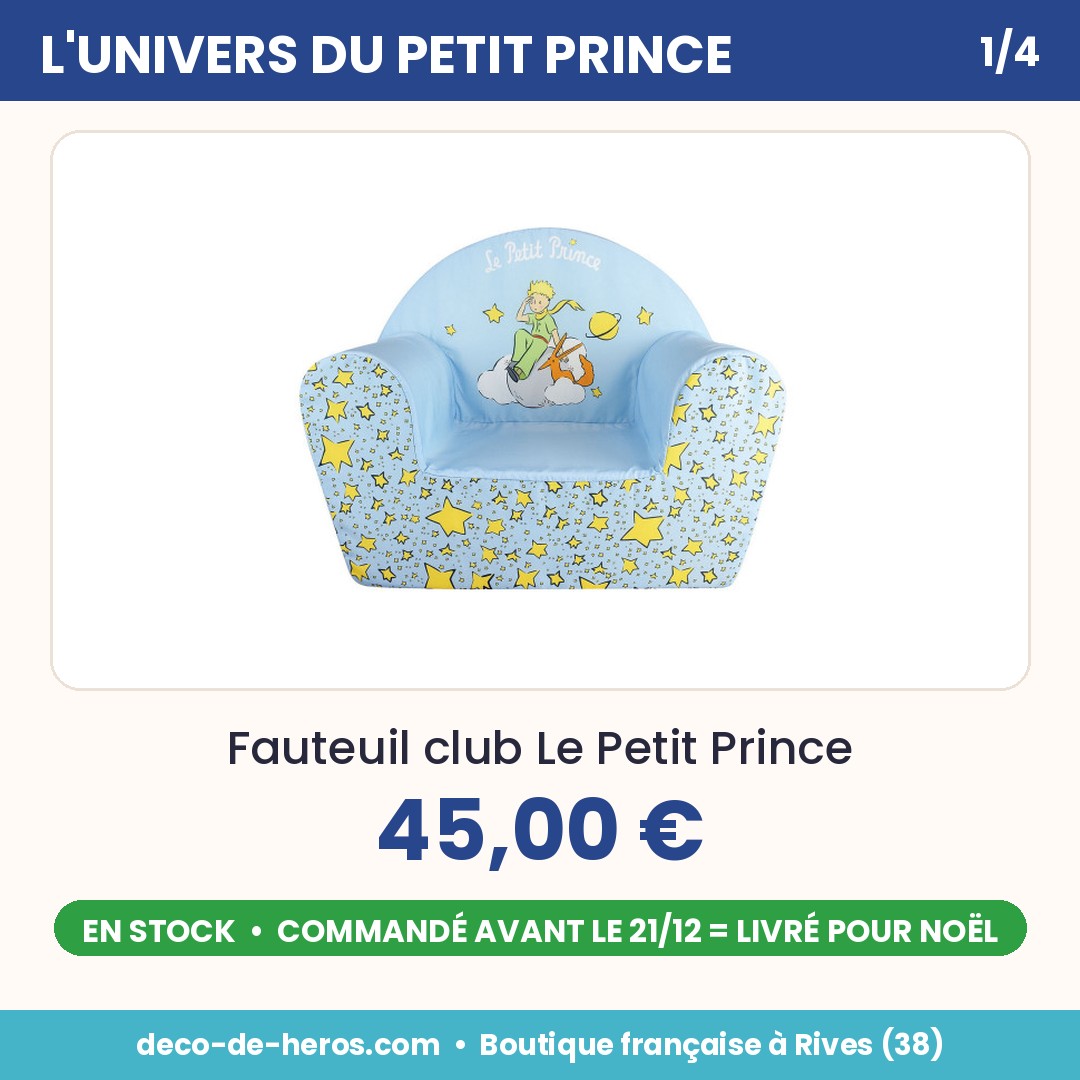 L'UNIVERS DU PETIT PRINCE
1/4
Le Petit Prince
Fauteuil club Le Petit Prince
45,00 €
EN STOCK • COMMANDÉ AVANT LE 21/12 = LIVRÉ POUR NOËL
deco-de-heros.com • Boutique française à Rives (38)